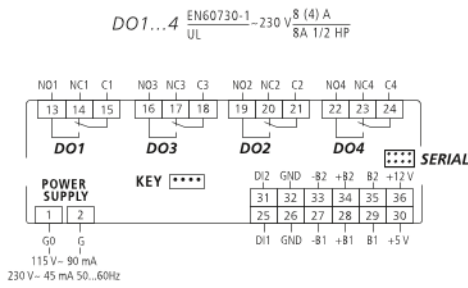 DO1...4 EN60730-1 ~230 V 8 (4) A
UL 8A 1/2 HP
NO1 NC1 C1 NO3 NC3 C3 NO2 NC2 C2 NO4 NC4 C4
13 14 15 16 17 18 19 20 21 22 23 24
DO1 DO3 DO2 DO4
SERIAL
POWER SUPPLY
KEY
DI2 GND -B2 +B2 B2 +12 V
31 32 33 34 35 36
1 2
25 26 27 28 29 30
G0 G
DI1 GND -B1 +B1 B1 +5 V
115 V~ 90 mA
230 V~ 45 mA 50...60Hz